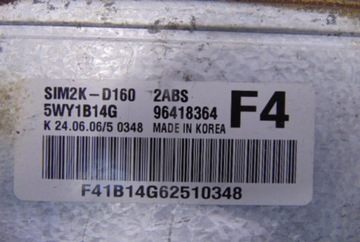 SIM2K-D160 2ABS
5WY1B14G 96418364 F4
K 24.06.06/5 0348 MADE IN KOREA
F41B14G62510348